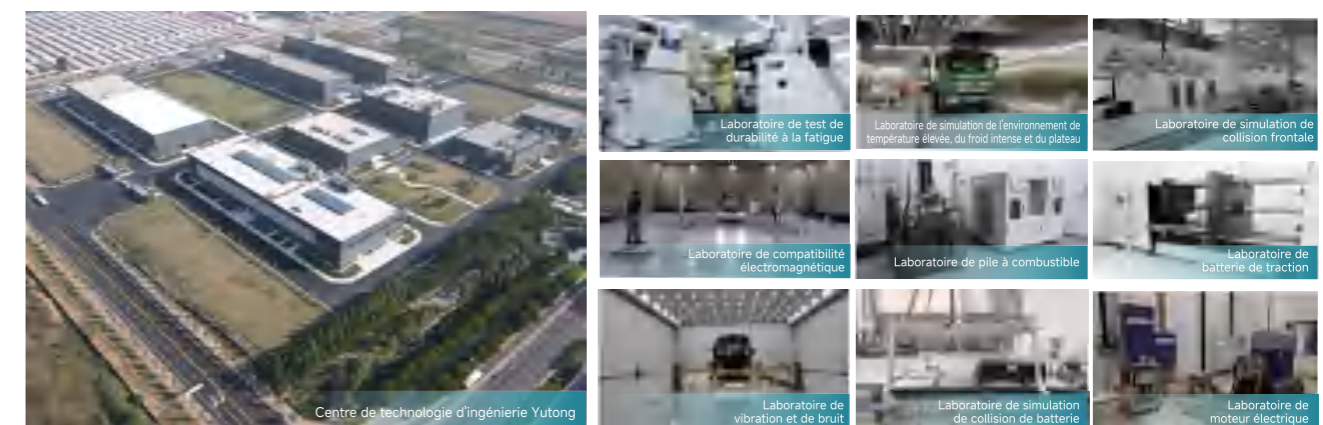 Centre de technologie d'ingénierie Yutong
Laboratoire de test de
durabilité à la fatigue
Laboratoire de simulation de l'environnement de
température élevée, du froid intense et du plateau
Laboratoire de simulation de
collision frontale
Laboratoire de compatibilité
électromagnétique
Laboratoire de pile à combustible
Laboratoire de
batterie de traction
Laboratoire de
vibration et de bruit
Laboratoire de simulation
de collision de batterie
Laboratoire de
moteur électrique